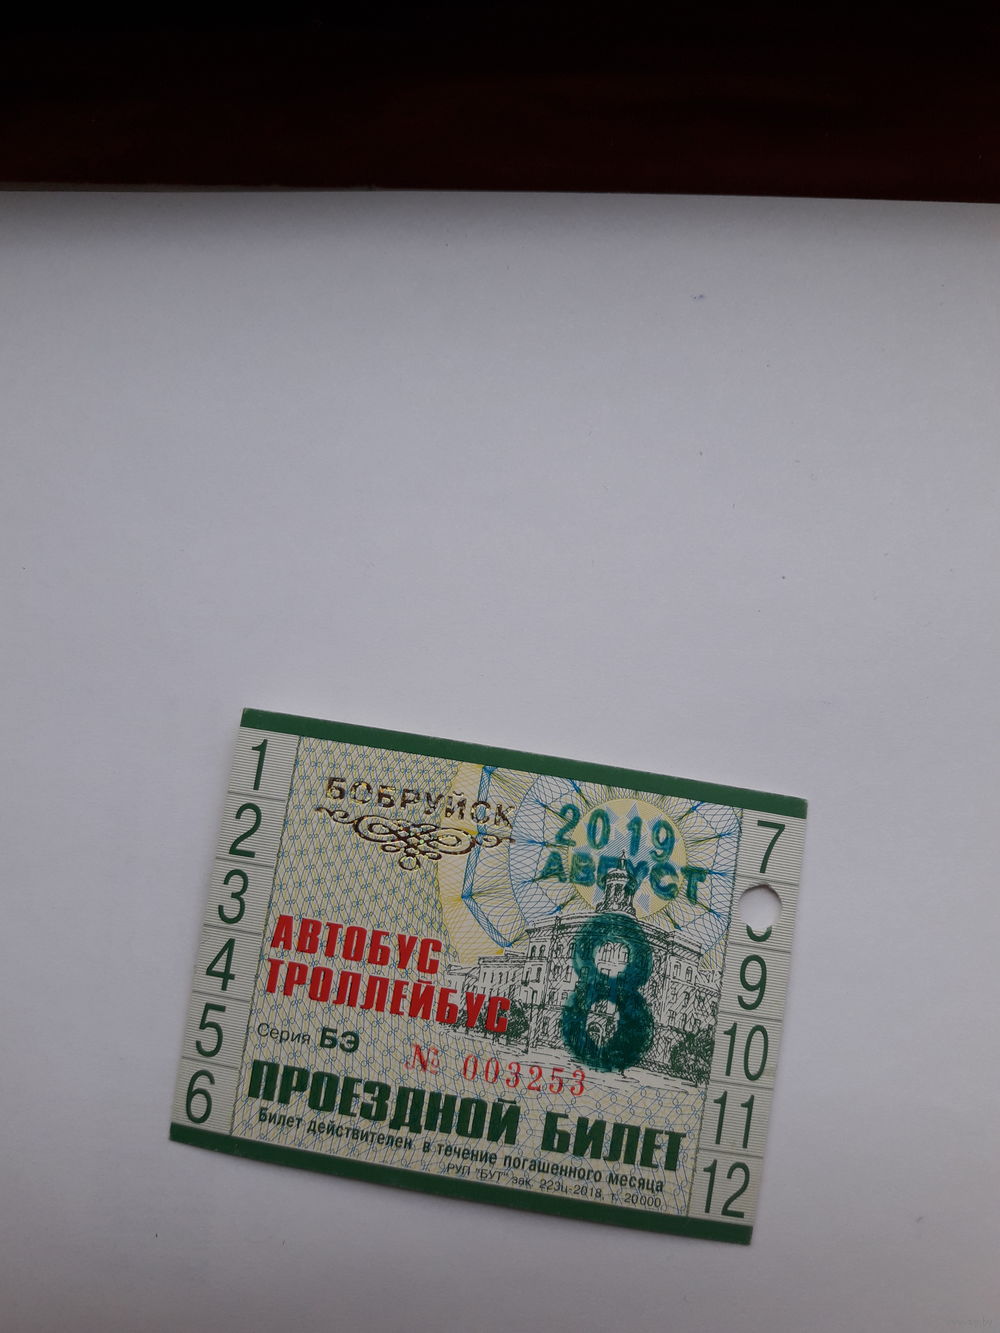 1
2
3
4
5
6
БОБРУЙСК
2019
АВГУСТ
8
АВТОБУС
ТРОЛЛЕЙБУС
Серия БЭ
№ 003253
ПРОЕЗДНОЙ БИЛЕТ
Билет действителен в течение погашенного месяца
РУП "БУТ" зак. 223ц-2018, т. 20000
7
9
10
11
12